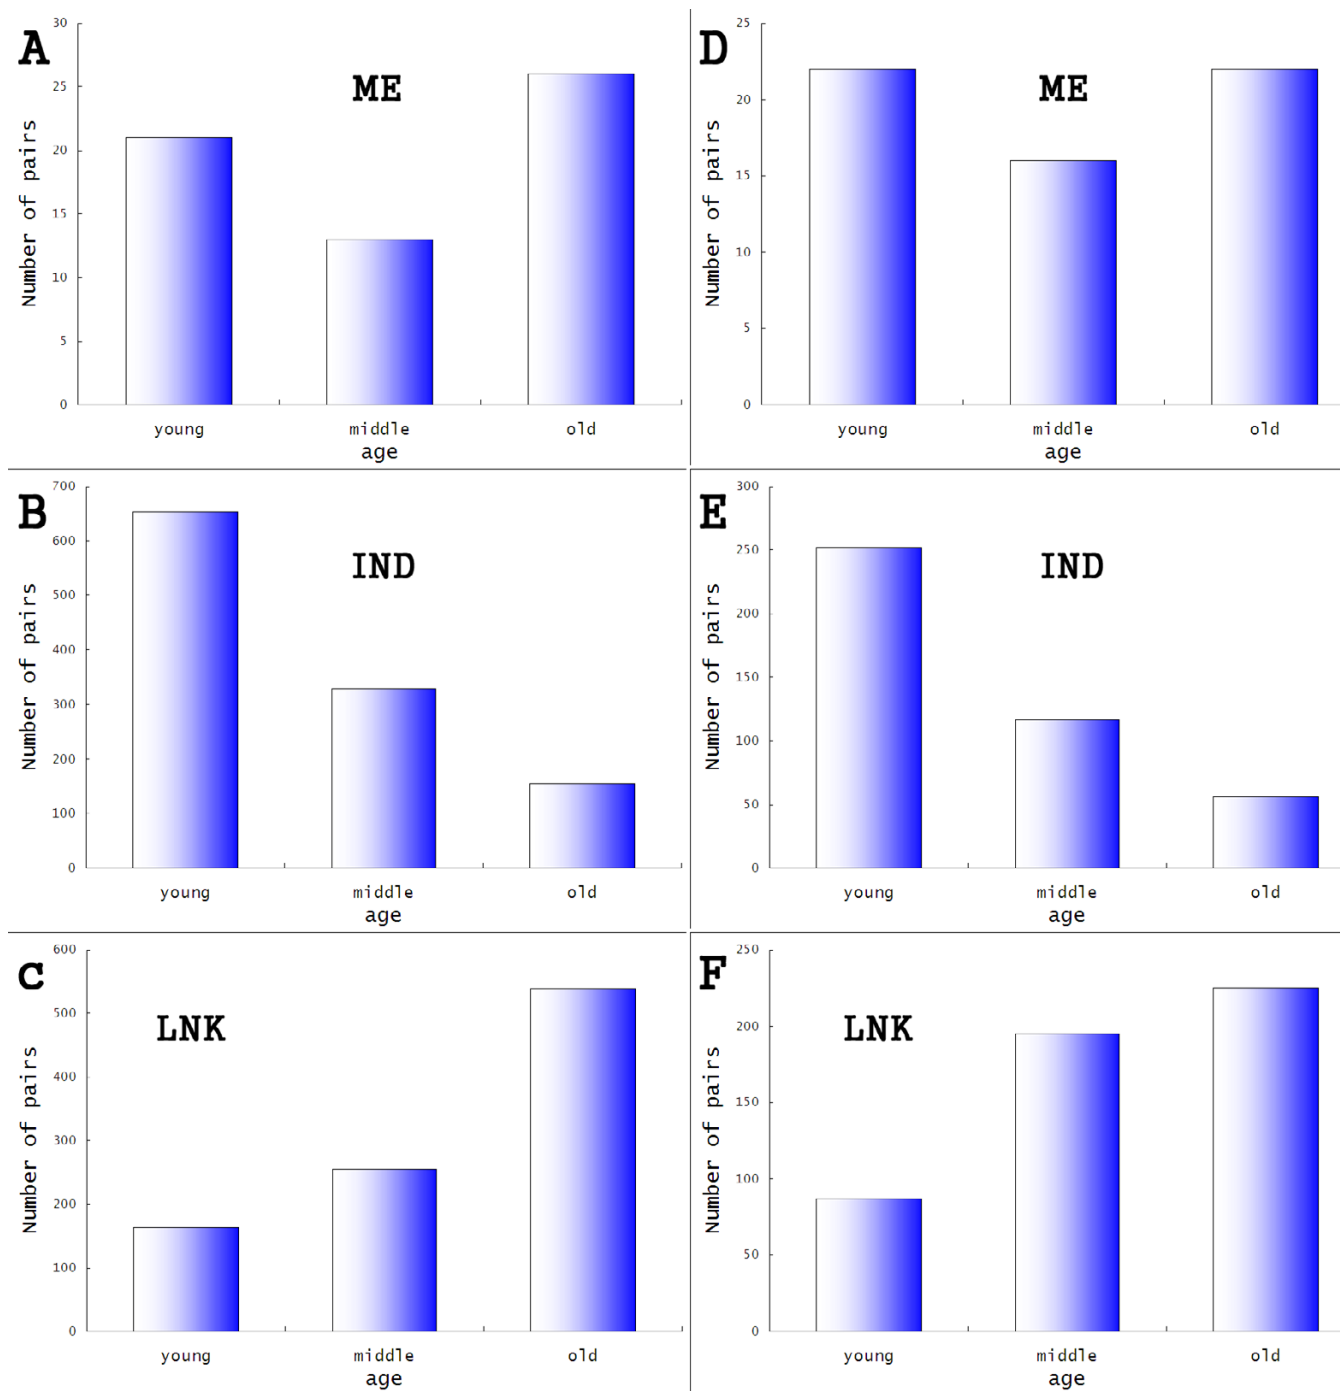 A
ME
Number of pairs
30
25
20
15
10
5
0
young middle old
age
D
ME
Number of pairs
25
20
15
10
5
0
young middle old
age
B
IND
Number of pairs
700
600
500
400
300
200
100
0
young middle old
age
E
IND
Number of pairs
300
250
200
150
100
50
0
young middle old
age
C
LNK
Number of pairs
600
500
400
300
200
100
0
young middle old
age
F
LNK
Number of pairs
250
200
150
100
50
0
young middle old
age